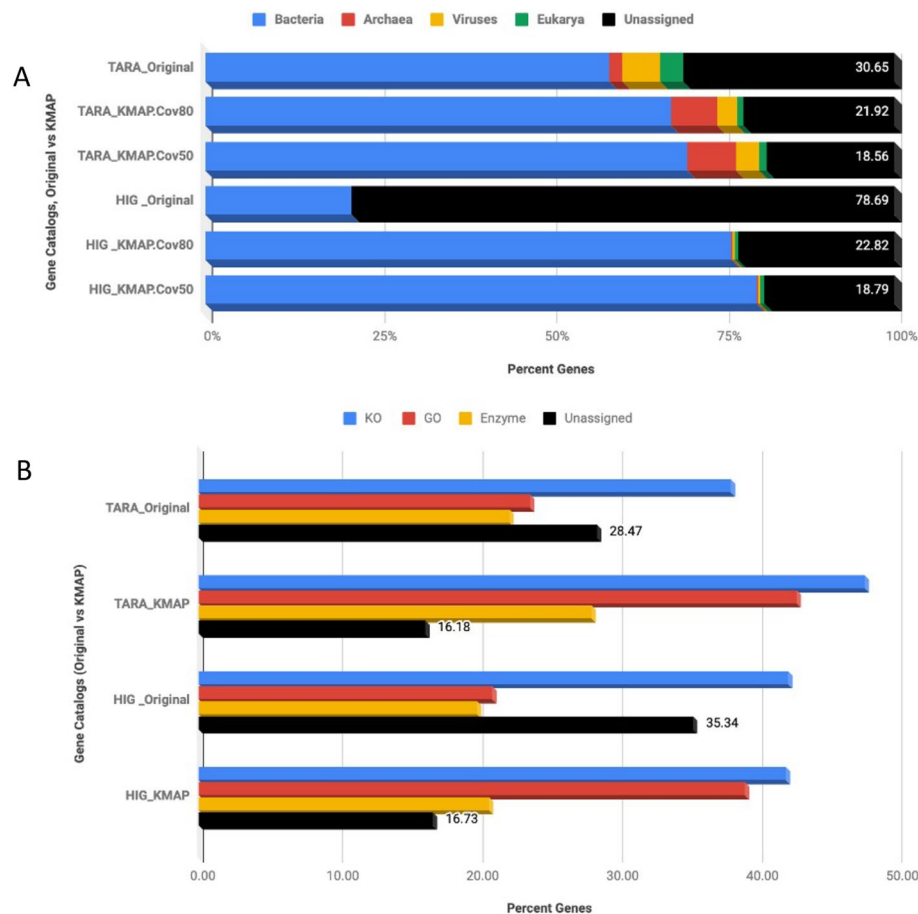 Bacteria Archaea Viruses Eukarya Unassigned
A
Gene Catalogs, Original vs KMAP
TARA_Original
30.65
TARA_KMAP.Cov80
21.92
TARA_KMAP.Cov50
18.56
HIG _Original
78.69
HIG _KMAP.Cov80
22.82
HIG_KMAP.Cov50
18.79
0% 25% 50% 75% 100%
Percent Genes
KO GO Enzyme Unassigned
B
Gene Catalogs (Original vs KMAP)
TARA_Original
28.47
TARA_KMAP
16.18
HIG _Original
35.34
HIG_KMAP
16.73
0.00 10.00 20.00 30.00 40.00 50.00
Percent Genes